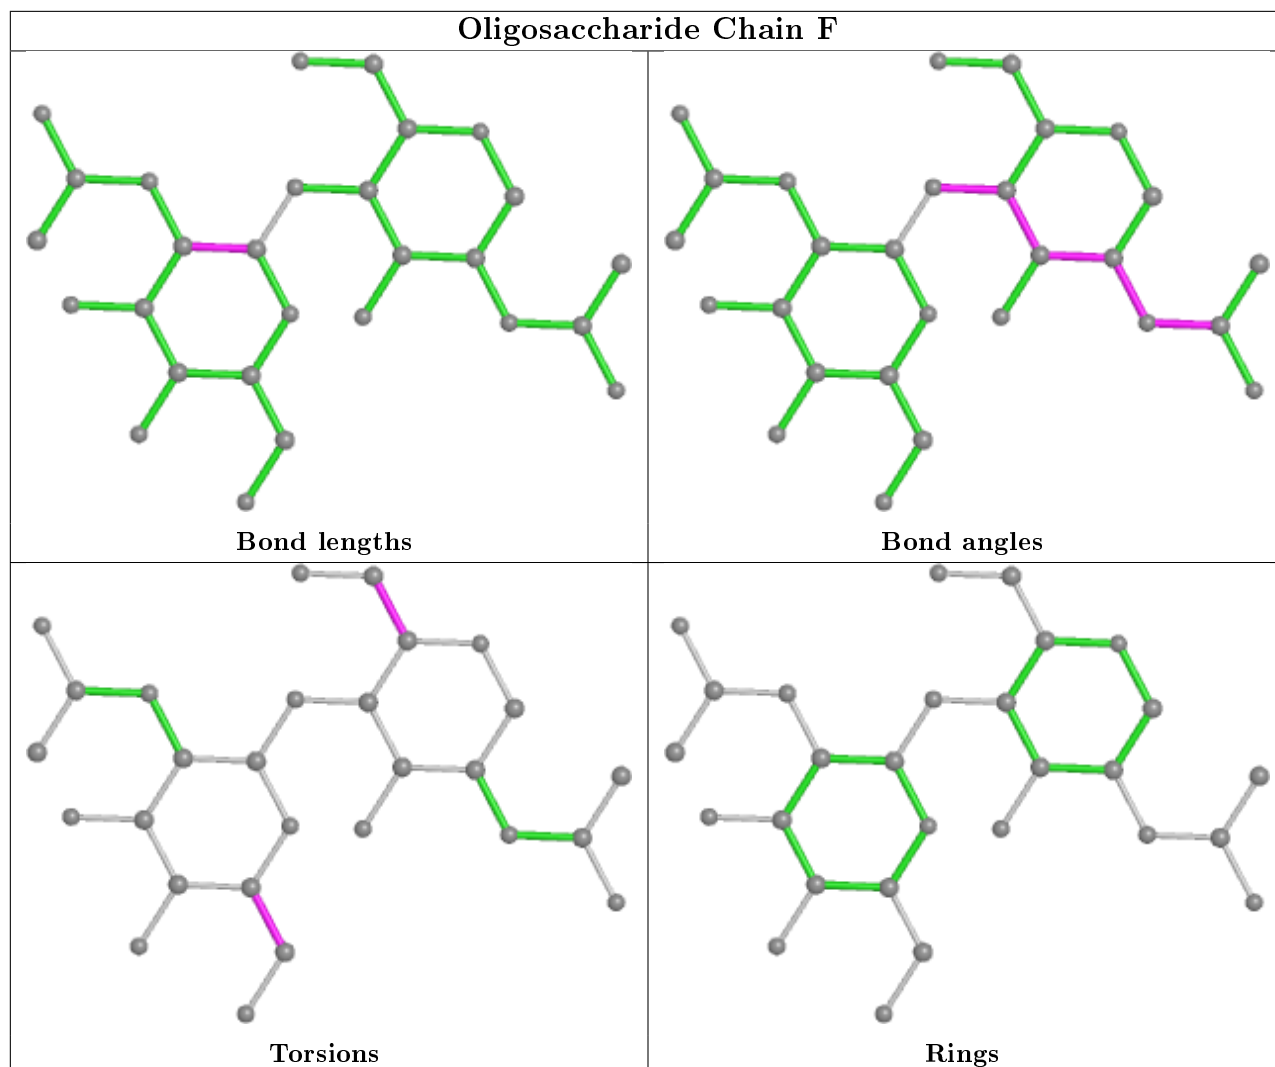 Oligosaccharide Chain F
Bond lengths
Bond angles
Torsions
Rings